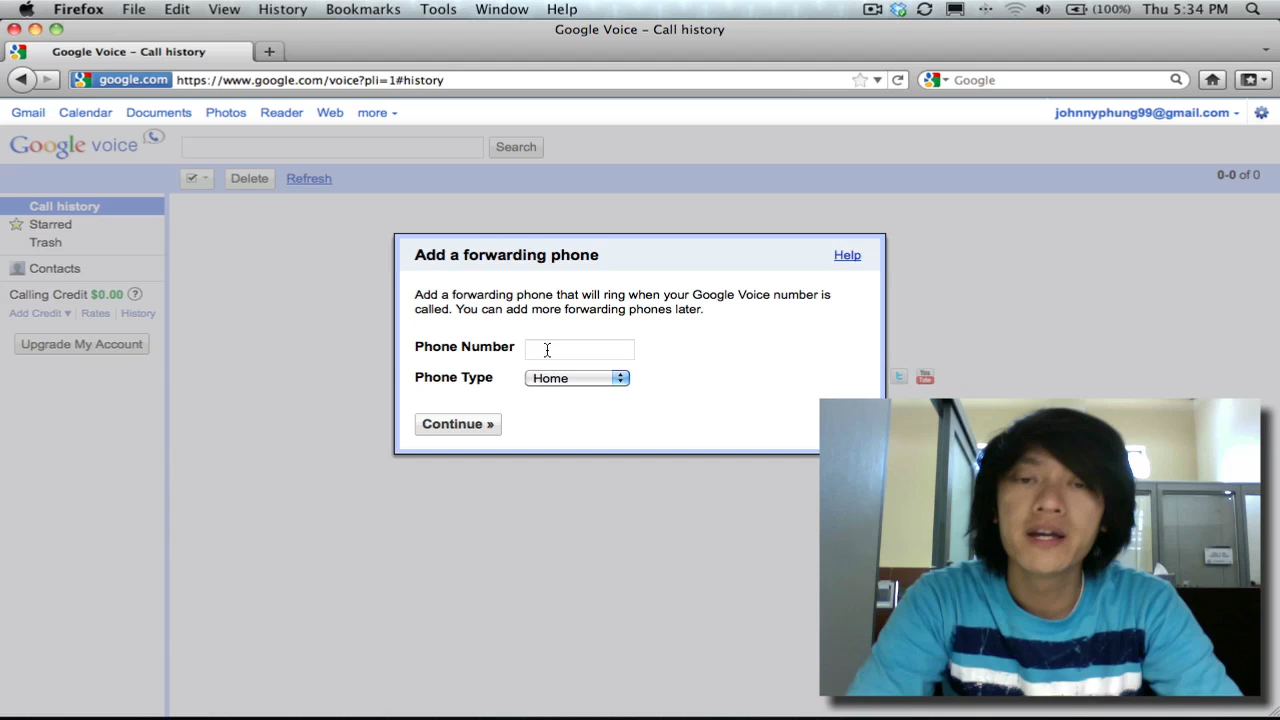 Firefox File Edit View History Bookmarks Tools Window Help (100%) Thu 5:34 PM
Google Voice – Call history
Google Voice – Call history
google.com https://www.google.com/voice?pli=1#history Google
Gmail Calendar Documents Photos Reader Web more johnnyphung99@gmail.com
Google voice Search
Delete Refresh 0-0 of 0
Call history
Starred
Trash
Contacts
Calling Credit $0.00 ?
Add Credit Rates History
Upgrade My Account
Add a forwarding phone Help
Add a forwarding phone that will ring when your Google Voice number is
called. You can add more forwarding phones later.
Phone Number
Phone Type Home
Continue »
You Tube